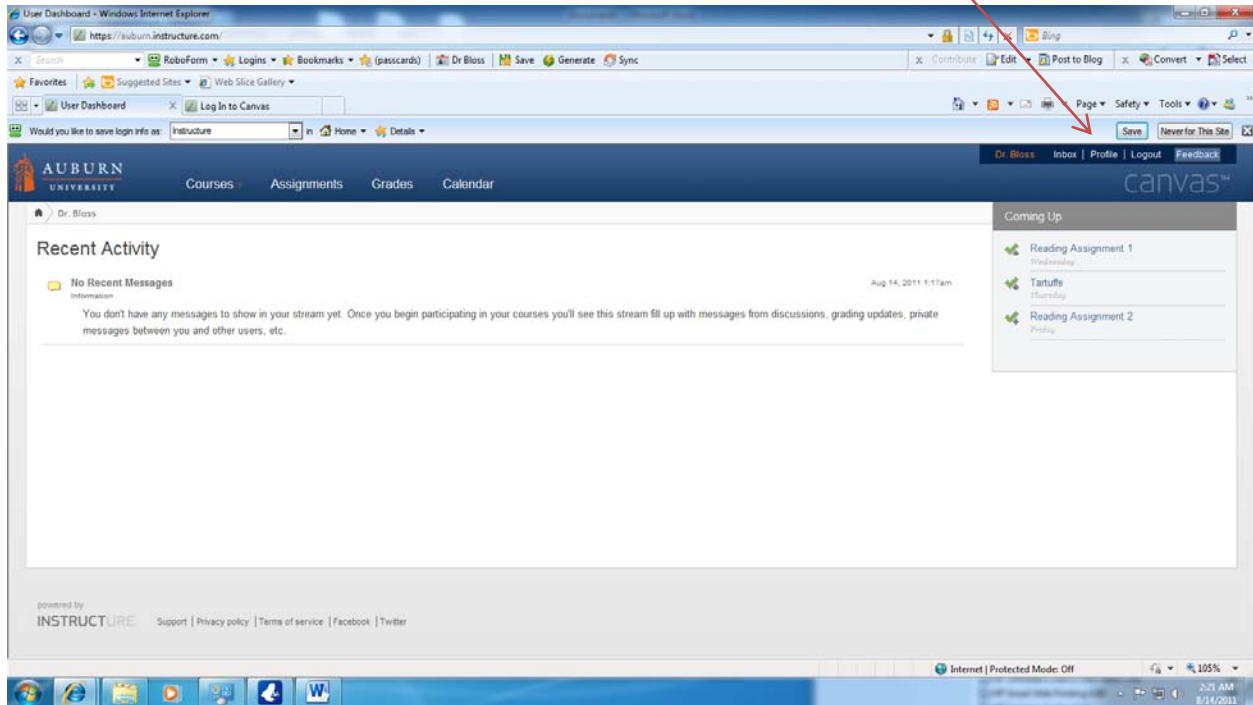 User Dashboard - Windows Internet Explorer
https://auburn.instructure.com/
Bing
x Search RoboForm Logins Bookmarks (passcards) Dr Bloss Save Generate Sync x Contribute Edit Post to Blog x Convert Select
Favorites Suggested Sites Web Slice Gallery
User Dashboard x Log In to Canvas Page Safety Tools
Would you like to save login info as: Instructure in Home Details Save Never for This Site
Dr. Bloss Inbox | Profile | Logout Feedback
AUBURN
UNIVERSITY
Courses Assignments Grades Calendar
canvas™
Dr. Bloss
Coming Up
Recent Activity
Reading Assignment 1
Wednesday
No Recent Messages Aug 14, 2011 1:17am
Information
Tartuffe
Thursday
You don't have any messages to show in your stream yet. Once you begin participating in your courses you'll see this stream fill up with messages from discussions, grading updates, private
messages between you and other users, etc.
Reading Assignment 2
Friday
powered by
INSTRUCTURE Support | Privacy policy | Terms of service | Facebook | Twitter
Internet | Protected Mode: Off 105%
2:21 AM
8/14/2011